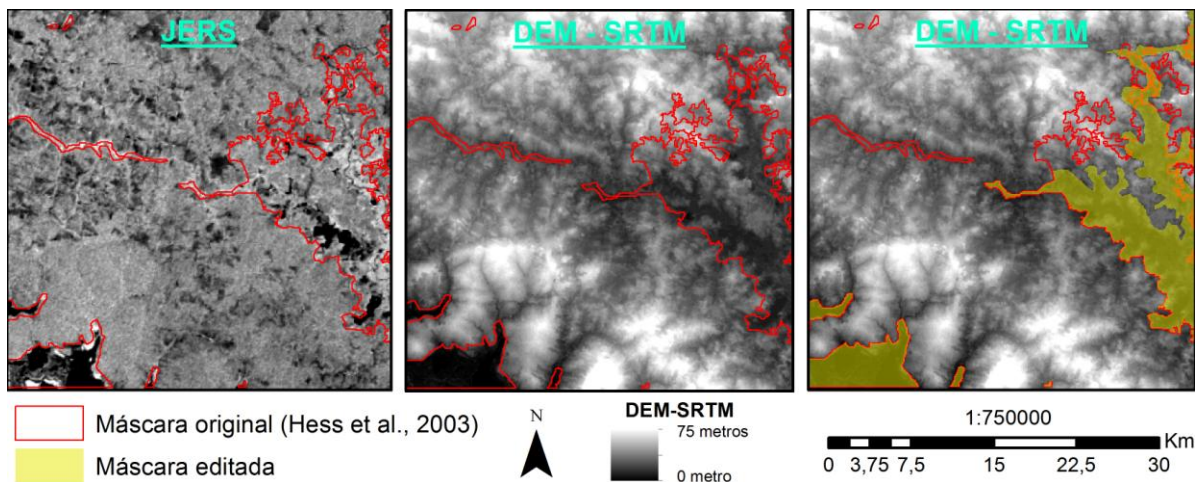 JERS
DEM - SRTM
DEM - SRTM
Máscara original (Hess et al., 2003)
Máscara editada
N
DEM-SRTM
75 metros
0 metro
1:750000
Km
0 3,75 7,5 15 22,5 30